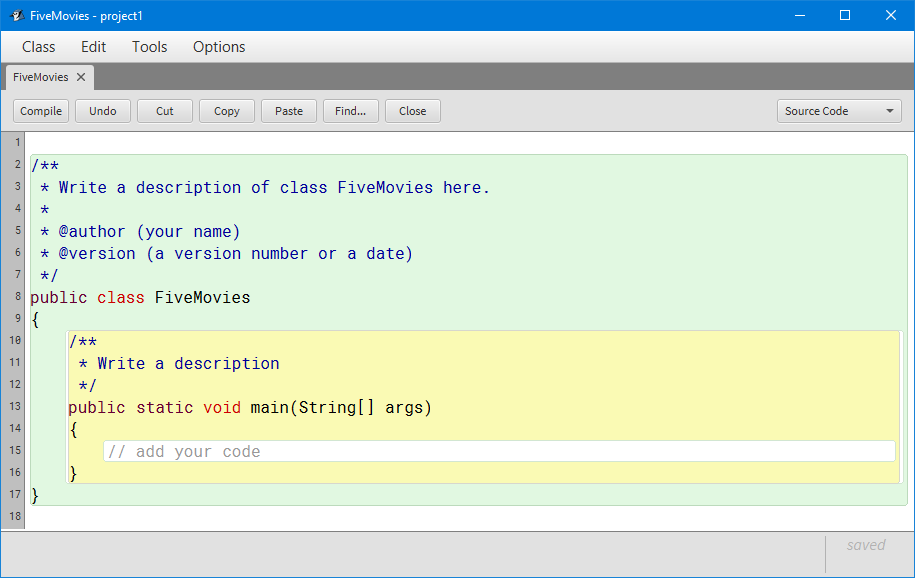 FiveMovies - project1
Class Edit Tools Options
FiveMovies
Compile Undo Cut Copy Paste Find... Close Source Code
1
2 /**
3 * Write a description of class FiveMovies here.
4 *
5 * @author (your name)
6 * @version (a version number or a date)
7 */
8 public class FiveMovies
9 {
10 /**
11 * Write a description
12 */
13 public static void main(String[] args)
14 {
15 // add your code
16 }
17 }
18
saved